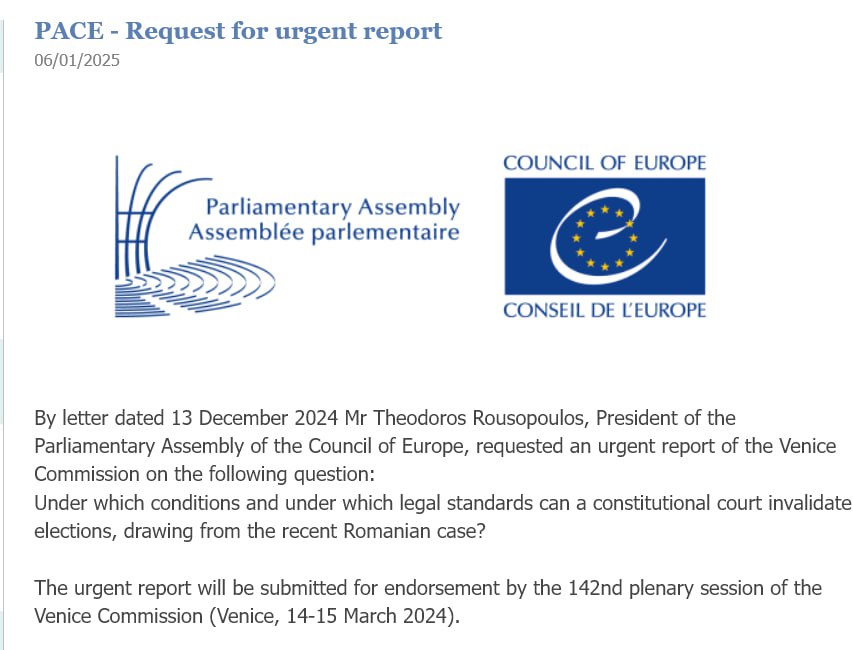 PACE - Request for urgent report
06/01/2025
Parliamentary Assembly
Assemblée parlementaire
COUNCIL OF EUROPE
CONSEIL DE L'EUROPE
By letter dated 13 December 2024 Mr Theodoros Rousopoulos, President of the
Parliamentary Assembly of the Council of Europe, requested an urgent report of the Venice
Commission on the following question:
Under which conditions and under which legal standards can a constitutional court invalidate
elections, drawing from the recent Romanian case?
The urgent report will be submitted for endorsement by the 142nd plenary session of the
Venice Commission (Venice, 14-15 March 2024).